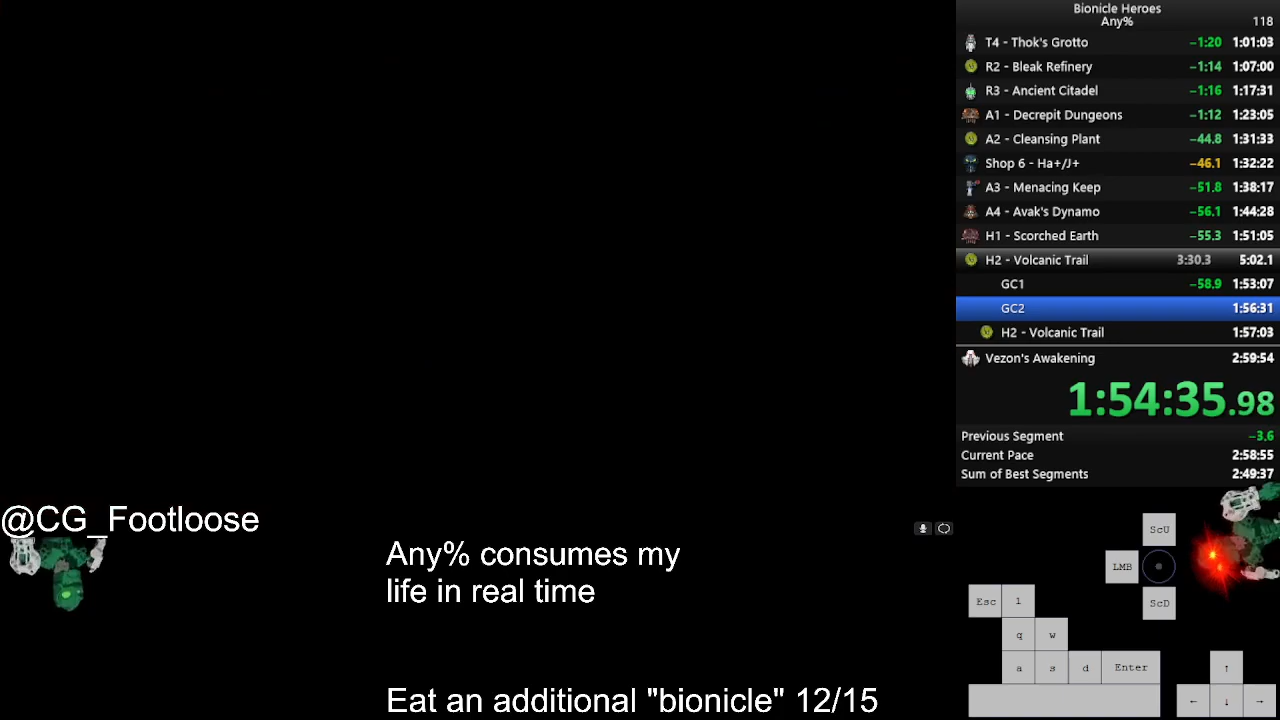 Bionicle Heroes
Any% 118
T4 - Thok's Grotto −1:20 1:01:03
R2 - Bleak Refinery −1:14 1:07:00
R3 - Ancient Citadel −1:16 1:17:31
A1 - Decrepit Dungeons −1:12 1:23:05
A2 - Cleansing Plant −44.8 1:31:33
Shop 6 - Ha+/J+ −46.1 1:32:22
A3 - Menacing Keep −51.8 1:38:17
A4 - Avak's Dynamo −56.1 1:44:28
H1 - Scorched Earth −55.3 1:51:05
H2 - Volcanic Trail 3:30.3 5:02.1
GC1 −58.9 1:53:07
GC2 1:56:31
H2 - Volcanic Trail 1:57:03
Vezon's Awakening 2:59:54
1:54:35.98
Previous Segment −3.6
Current Pace 2:58:55
Sum of Best Segments 2:49:37
@CG_Footloose
Any% consumes my
life in real time
Eat an additional "bionicle" 12/15
ScU
LMB
ScD
Esc 1
q w
a s d Enter ↑
← ↓ →